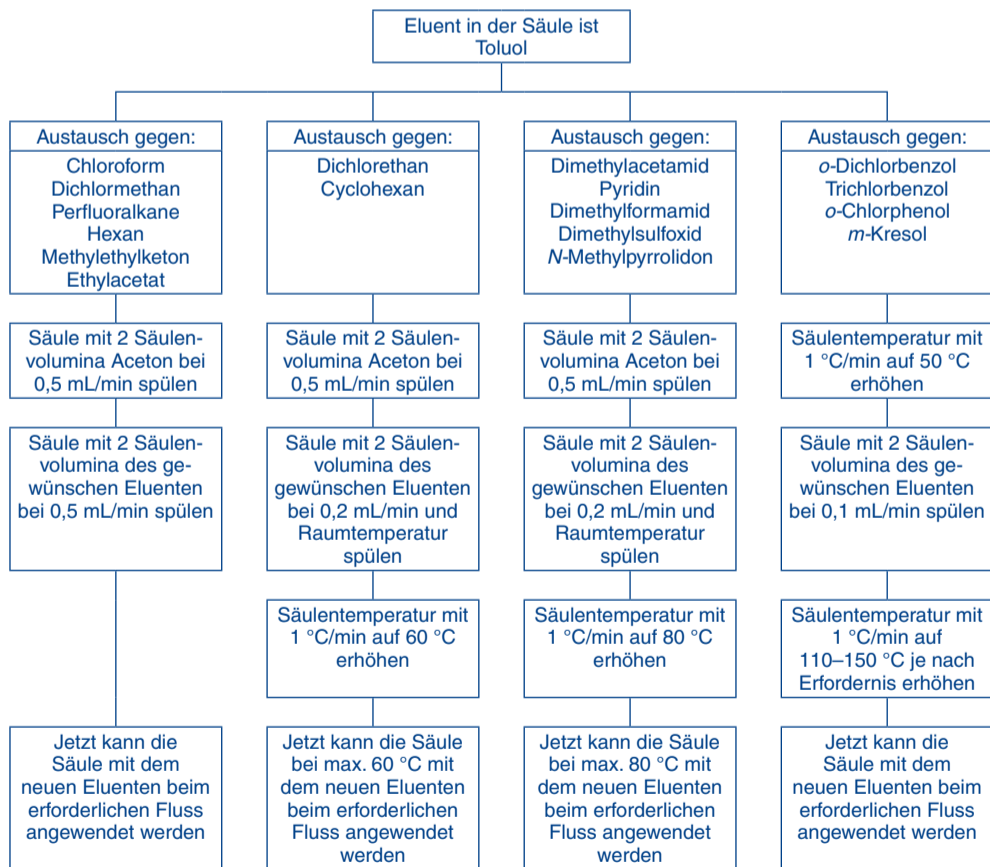 Eluent in der Säule ist
Toluol
Austausch gegen:
Chloroform
Dichlormethan
Perfluoralkane
Hexan
Methylethylketon
Ethylacetat
Säule mit 2 Säulen-
volumina Aceton bei
0,5 mL/min spülen
Säule mit 2 Säulen-
volumina des ge-
wünschen Eluenten
bei 0,5 mL/min spülen
Jetzt kann die
Säule mit dem
neuen Eluenten beim
erforderlichen Fluss
angewendet werden
Austausch gegen:
Dichlorethan
Cyclohexan
Säule mit 2 Säulen-
volumina Aceton bei
0,5 mL/min spülen
Säule mit 2 Säulen-
volumina des
gewünschen Eluenten
bei 0,2 mL/min und
Raumtemperatur
spülen
Säulentemperatur mit
1 °C/min auf 60 °C
erhöhen
Jetzt kann die Säule
bei max. 60 °C mit
dem neuen Eluenten
beim erforderlichen
Fluss angewendet
werden
Austausch gegen:
Dimethylacetamid
Pyridin
Dimethylformamid
Dimethylsulfoxid
N-Methylpyrrolidon
Säule mit 2 Säulen-
volumina Aceton bei
0,5 mL/min spülen
Säule mit 2 Säulen-
volumina des
gewünschen Eluenten
bei 0,2 mL/min und
Raumtemperatur
spülen
Säulentemperatur mit
1 °C/min auf 80 °C
erhöhen
Jetzt kann die Säule
bei max. 80 °C mit
dem neuen Eluenten
beim erforderlichen
Fluss angewendet
werden
Austausch gegen:
o-Dichlorbenzol
Trichlorbenzol
o-Chlorphenol
m-Kresol
Säulentemperatur mit
1 °C/min auf 50 °C
erhöhen
Säule mit 2 Säulen-
volumina des ge-
wünschen Eluenten
bei 0,1 mL/min spülen
Säulentemperatur mit
1 °C/min auf
110–150 °C je nach
Erfordernis erhöhen
Jetzt kann die
Säule mit dem
neuen Eluenten beim
erforderlichen Fluss
angewendet werden